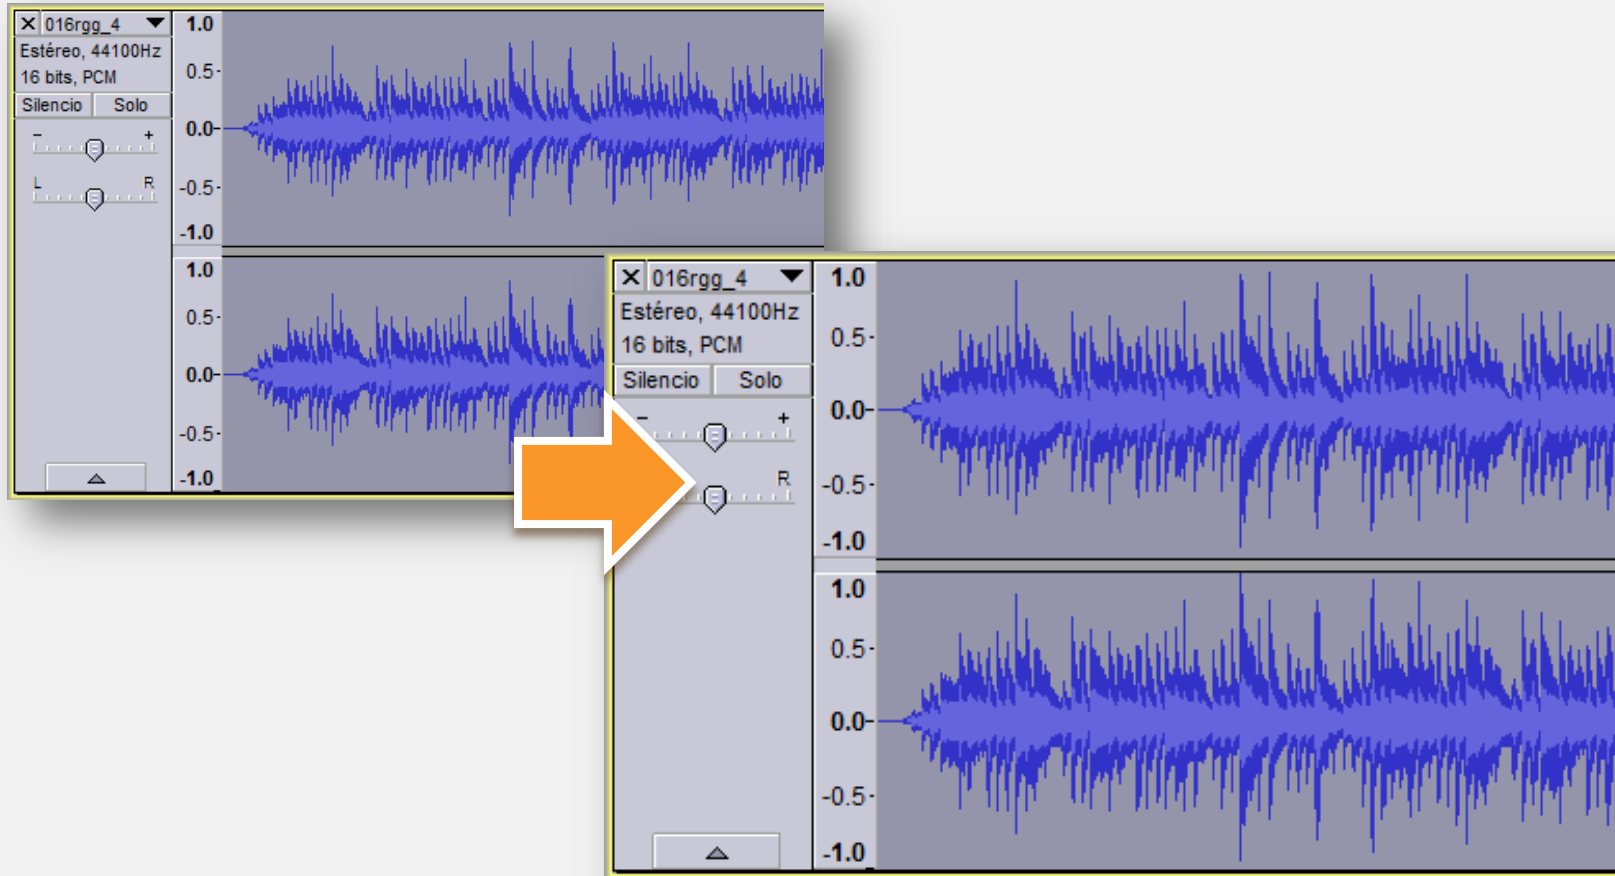 016rgg_4
Estéreo, 44100Hz
16 bits, PCM
Silencio Solo
- +
L R
1.0
0.5-
0.0-
-0.5-
-1.0
1.0
0.5-
0.0-
-0.5-
-1.0
016rgg_4
Estéreo, 44100Hz
16 bits, PCM
Silencio Solo
- +
R
1.0
0.5-
0.0-
-0.5-
-1.0
1.0
0.5-
0.0-
-0.5-
-1.0